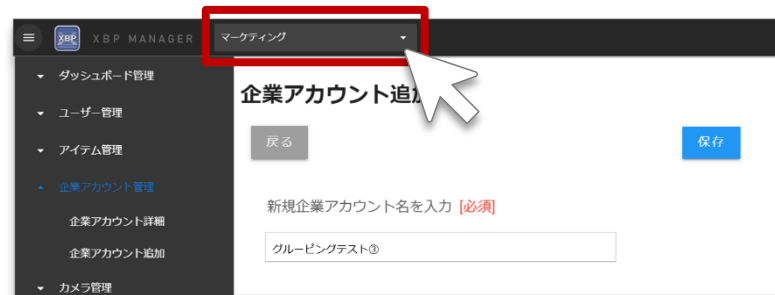 XBP XBP MANAGER マーケティング
ダッシュボード管理
ユーザー管理
アイテム管理
企業アカウント管理
企業アカウント詳細
企業アカウント追加
カメラ管理
企業アカウント追
戻る 保存
新規企業アカウント名を入力 [必須]
グルーピングテスト③